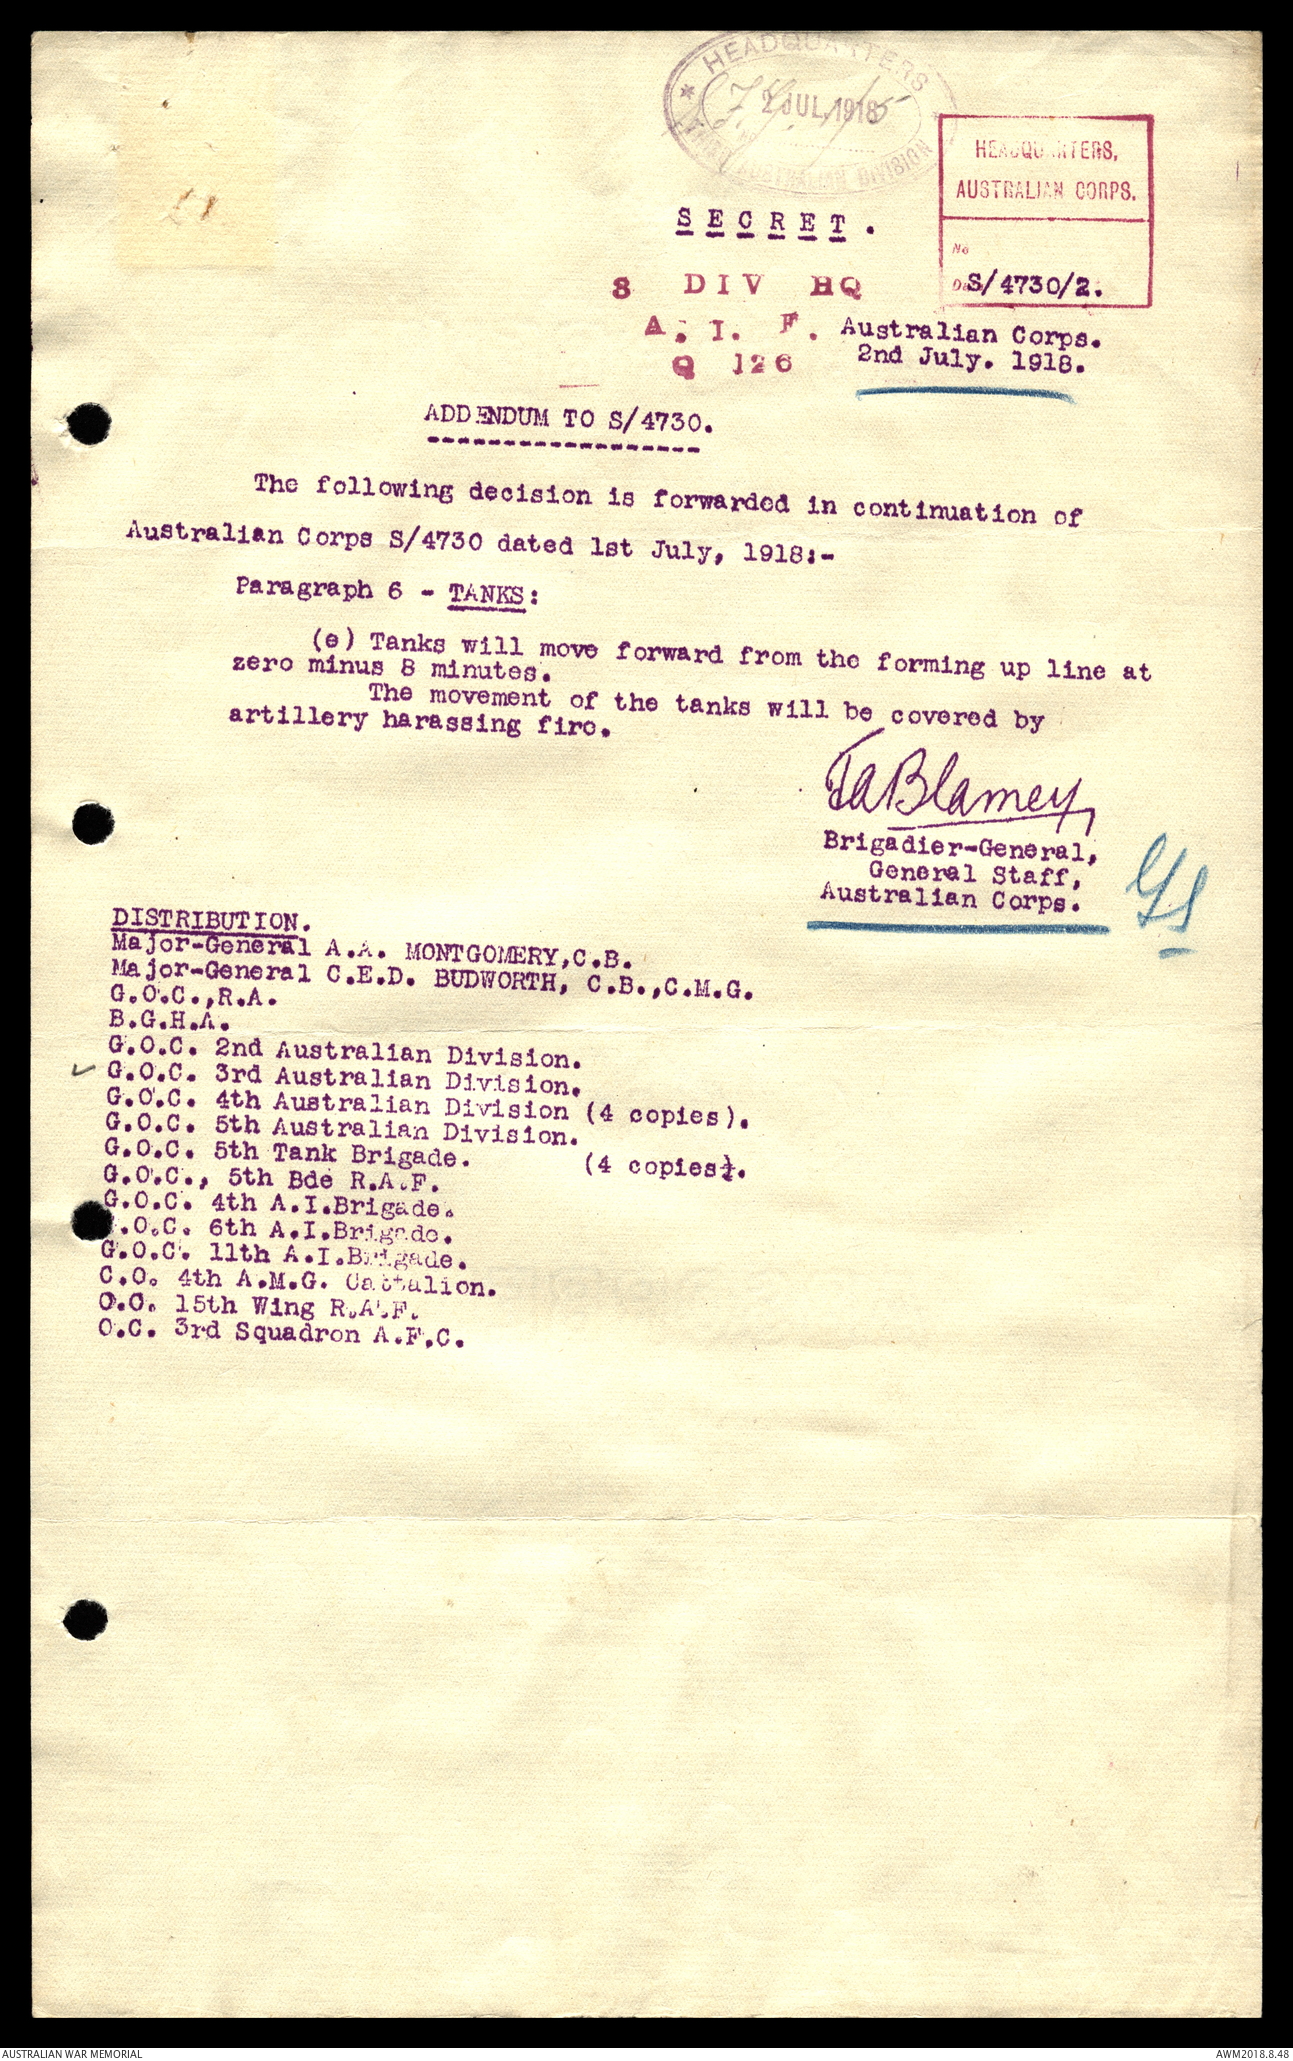 HEADQUARTERS
2 JUL 1918
AUSTRALIAN DIVISION
HEADQUARTERS,
AUSTRALIAN CORPS.
No
S/4730/2.
SECRET.
3 DIV HQ
A. I. F.
Q 126
Australian Corps.
2nd July. 1918.
ADDENDUM TO S/4730.
The following decision is forwarded in continuation of
Australian Corps S/4730 dated 1st July, 1918:-
Paragraph 6 - TANKS:
(e) Tanks will move forward from the forming up line at
zero minus 8 minutes.
The movement of the tanks will be covered by
artillery harassing fire.
TaBlamey
Brigadier-General,
General Staff,
Australian Corps.
GS
DISTRIBUTION.
Major-General A.A. MONTGOMERY,C.B.
Major-General C.E.D. BUDWORTH, C.B.,C.M.G.
G.O.C.,R.A.
B.G.H.A.
G.O.C. 2nd Australian Division.
G.O.C. 3rd Australian Division.
G.O.C. 4th Australian Division (4 copies).
G.O.C. 5th Australian Division.
G.O.C. 5th Tank Brigade. (4 copies).
G.O.C., 5th Bde R.A.F.
G.O.C. 4th A.I.Brigade.
.O.C. 6th A.I.Brigade.
G.O.C. 11th A.I.Brigade.
C.O. 4th A.M.G. Cattalion.
O.C. 15th Wing R.A.F.
O.C. 3rd Squadron A.F.C.
AUSTRALIAN WAR MEMORIAL
AWM2018.8.48